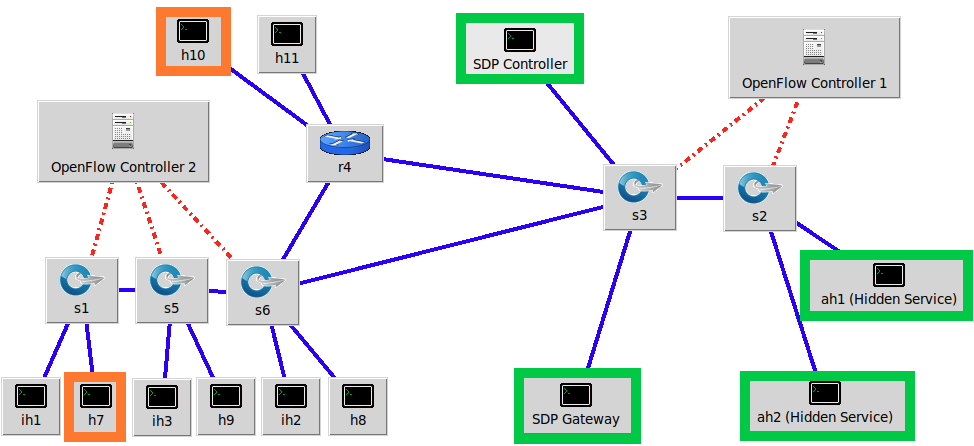 h10
h11
SDP Controller
OpenFlow Controller 1
OpenFlow Controller 2
r4
s3
s2
s1
s5
s6
ah1 (Hidden Service)
ih1
h7
ih3
h9
ih2
h8
SDP Gateway
ah2 (Hidden Service)